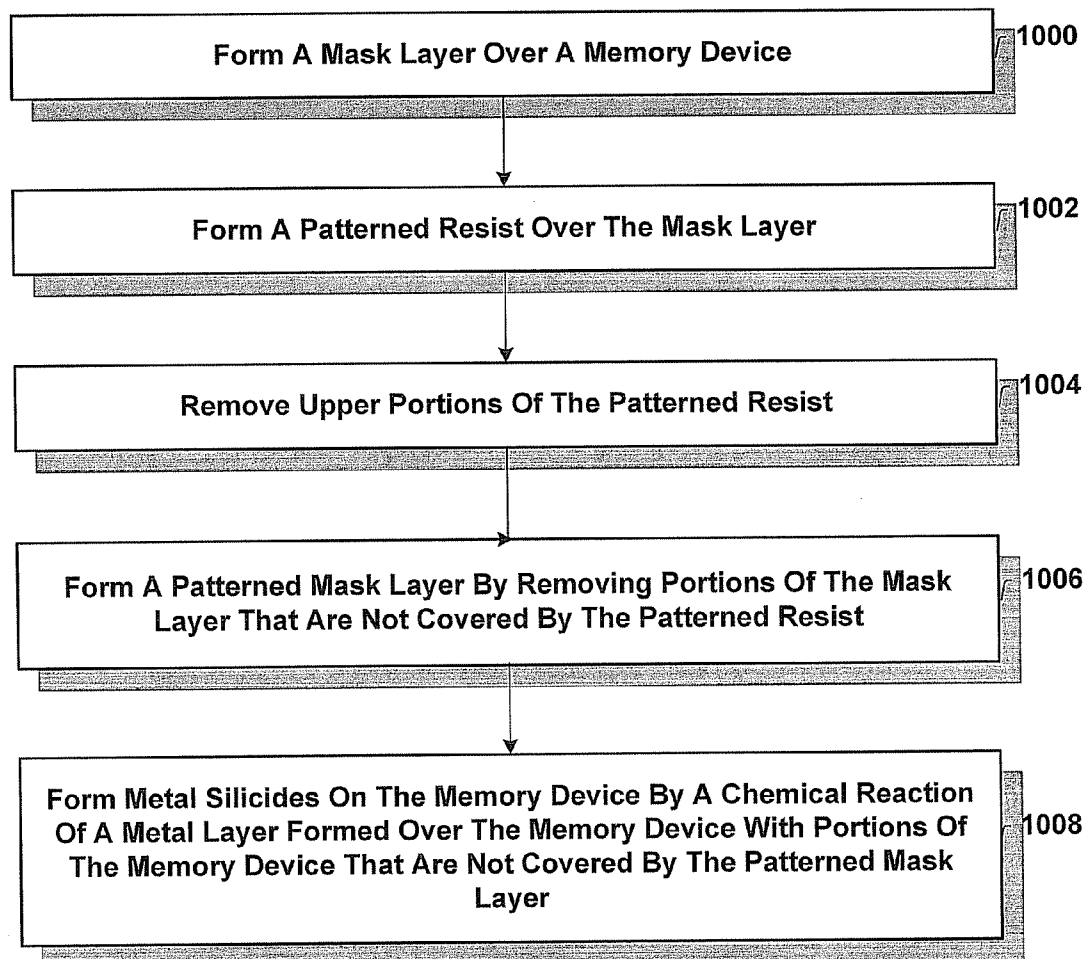 Form A Mask Layer Over A Memory Device
1000
Form A Patterned Resist Over The Mask Layer
1002
Remove Upper Portions Of The Patterned Resist
1004
Form A Patterned Mask Layer By Removing Portions Of The Mask
Layer That Are Not Covered By The Patterned Resist
1006
Form Metal Silicides On The Memory Device By A Chemical Reaction
Of A Metal Layer Formed Over The Memory Device With Portions Of
The Memory Device That Are Not Covered By The Patterned Mask
Layer
1008